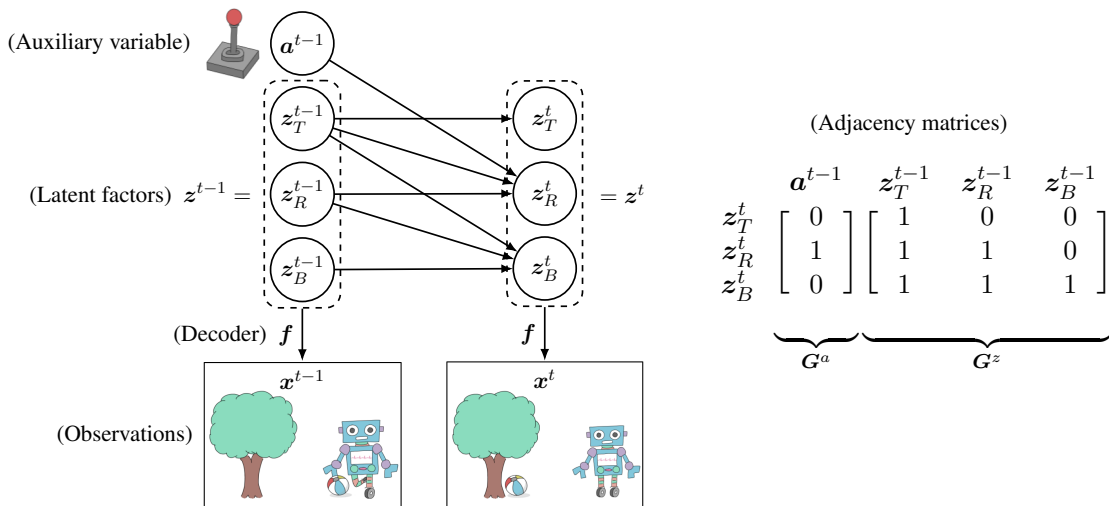 (Auxiliary variable) a^{t-1}
z_T^{t-1} z_T^t
(Latent factors) z^{t-1} = z_R^{t-1} z_R^t = z^t
z_B^{t-1} z_B^t
(Decoder) f f
x^{t-1} x^t
(Observations)
(Adjacency matrices)
a^{t-1} z_T^{t-1} z_R^{t-1} z_B^{t-1}
z_T^t [ 0 ] [ 1 0 0 ]
z_R^t [ 1 ] [ 1 1 0 ]
z_B^t [ 0 ] [ 1 1 1 ]
G^a G^z